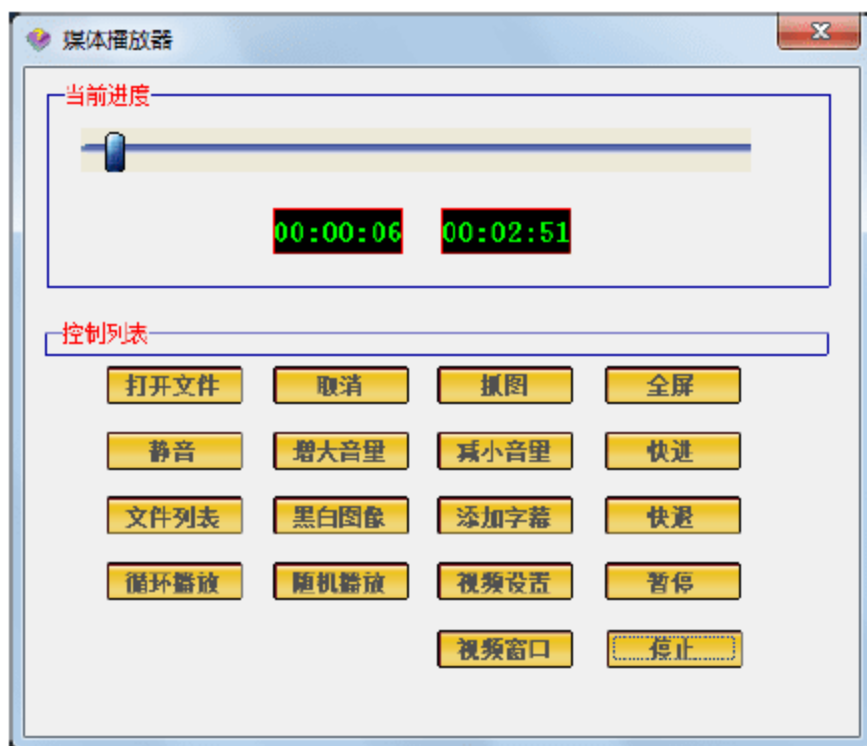 媒体播放器
当前进度
00:00:06 00:02:51
控制列表
打开文件 取消 抓图 全屏
静音 增大音量 减小音量 快进
文件列表 黑白图像 添加字幕 快退
循环播放 随机播放 视频设置 暂停
视频窗口 停止